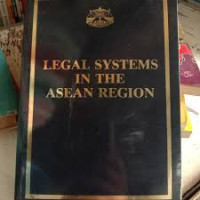 LEGAL SYSTEMS
IN THE
ASEAN REGION